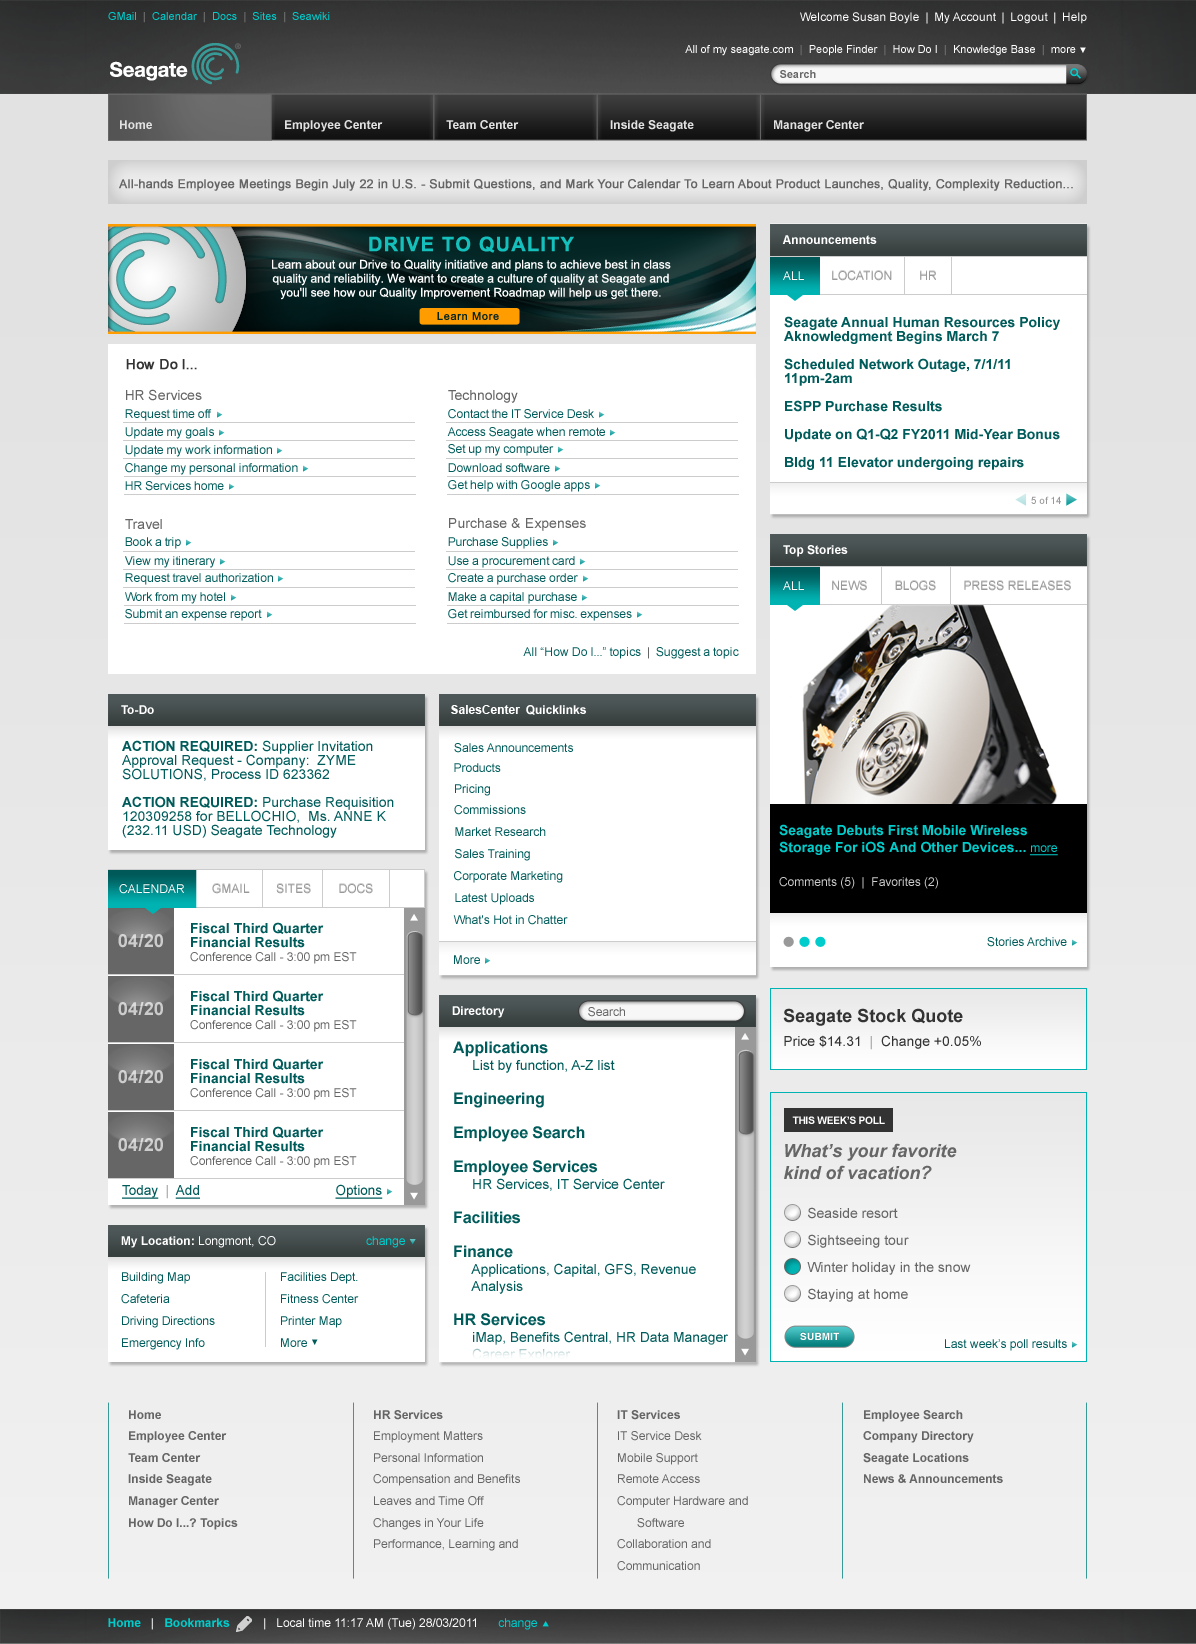 GMail | Calendar | Docs | Sites | Seawiki
Welcome Susan Boyle | My Account | Logout | Help
All of my seagate.com | People Finder | How Do I | Knowledge Base | more
Seagate
Search
Home
Employee Center
Team Center
Inside Seagate
Manager Center
All-hands Employee Meetings Begin July 22 in U.S. - Submit Questions, and Mark Your Calendar To Learn About Product Launches, Quality, Complexity Reduction...
DRIVE TO QUALITY
Learn about our Drive to Quality initiative and plans to achieve best in class
quality and reliability. We want to create a culture of quality at Seagate and
you'll see how our Quality Improvement Roadmap will help us get there.
Learn More
How Do I...
HR Services
Request time off
Update my goals
Update my work information
Change my personal information
HR Services home
Technology
Contact the IT Service Desk
Access Seagate when remote
Set up my computer
Download software
Get help with Google apps
Travel
Book a trip
View my itinerary
Request travel authorization
Work from my hotel
Submit an expense report
Purchase & Expenses
Purchase Supplies
Use a procurement card
Create a purchase order
Make a capital purchase
Get reimbursed for misc. expenses
All “How Do I...” topics | Suggest a topic
Announcements
ALL
LOCATION
HR
Seagate Annual Human Resources Policy
Aknowledgment Begins March 7
Scheduled Network Outage, 7/1/11
11pm-2am
ESPP Purchase Results
Update on Q1-Q2 FY2011 Mid-Year Bonus
Bldg 11 Elevator undergoing repairs
5 of 14
Top Stories
ALL
NEWS
BLOGS
PRESS RELEASES
Seagate Debuts First Mobile Wireless
Storage For iOS And Other Devices... more
Comments (5) | Favorites (2)
Stories Archive
To-Do
ACTION REQUIRED: Supplier Invitation
Approval Request - Company: ZYME
SOLUTIONS, Process ID 623362
ACTION REQUIRED: Purchase Requisition
120309258 for BELLOCHIO, Ms. ANNE K
(232.11 USD) Seagate Technology
SalesCenter Quicklinks
Sales Announcements
Products
Pricing
Commissions
Market Research
Sales Training
Corporate Marketing
Latest Uploads
What's Hot in Chatter
More
CALENDAR
GMAIL
SITES
DOCS
04/20
Fiscal Third Quarter
Financial Results
Conference Call - 3:00 pm EST
04/20
Fiscal Third Quarter
Financial Results
Conference Call - 3:00 pm EST
04/20
Fiscal Third Quarter
Financial Results
Conference Call - 3:00 pm EST
04/20
Fiscal Third Quarter
Financial Results
Conference Call - 3:00 pm EST
Today | Add
Options
Directory
Search
Applications
List by function, A-Z list
Engineering
Employee Search
Employee Services
HR Services, IT Service Center
Facilities
Finance
Applications, Capital, GFS, Revenue
Analysis
HR Services
iMap, Benefits Central, HR Data Manager
Career Explorer
Seagate Stock Quote
Price $14.31 | Change +0.05%
THIS WEEK'S POLL
What's your favorite
kind of vacation?
Seaside resort
Sightseeing tour
Winter holiday in the snow
Staying at home
SUBMIT
Last week's poll results
My Location: Longmont, CO
change
Building Map
Cafeteria
Driving Directions
Emergency Info
Facilities Dept.
Fitness Center
Printer Map
More
Home
Employee Center
Team Center
Inside Seagate
Manager Center
How Do I...? Topics
HR Services
Employment Matters
Personal Information
Compensation and Benefits
Leaves and Time Off
Changes in Your Life
Performance, Learning and
IT Services
IT Service Desk
Mobile Support
Remote Access
Computer Hardware and
Software
Collaboration and
Communication
Employee Search
Company Directory
Seagate Locations
News & Announcements
Home | Bookmarks | Local time 11:17 AM (Tue) 28/03/2011 change